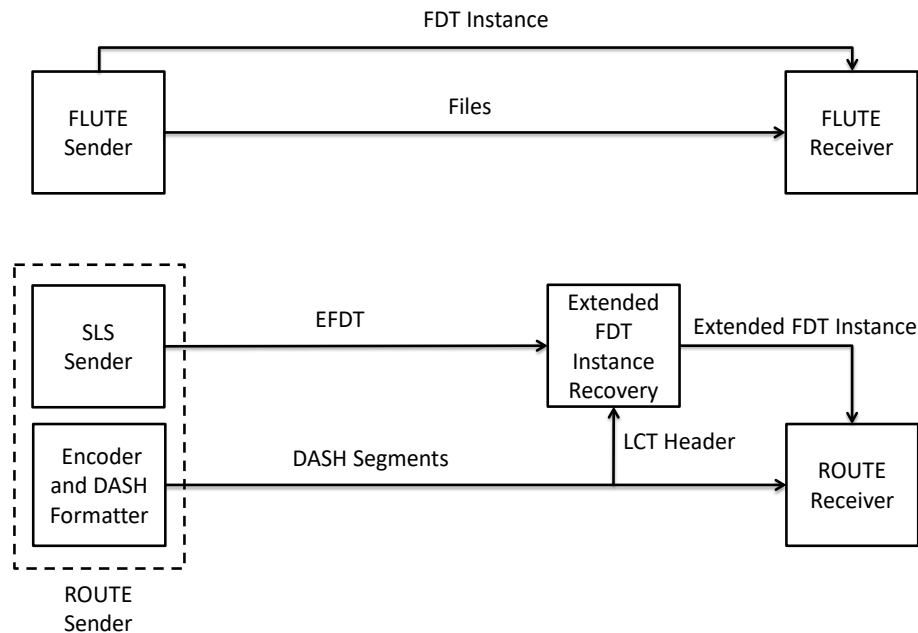 FDT Instance
FLUTE
Sender
Files
FLUTE
Receiver
SLS
Sender
EFDT
Extended
FDT
Instance
Recovery
Extended FDT Instance
Encoder
and DASH
Formatter
DASH Segments
LCT Header
ROUTE
Receiver
ROUTE
Sender